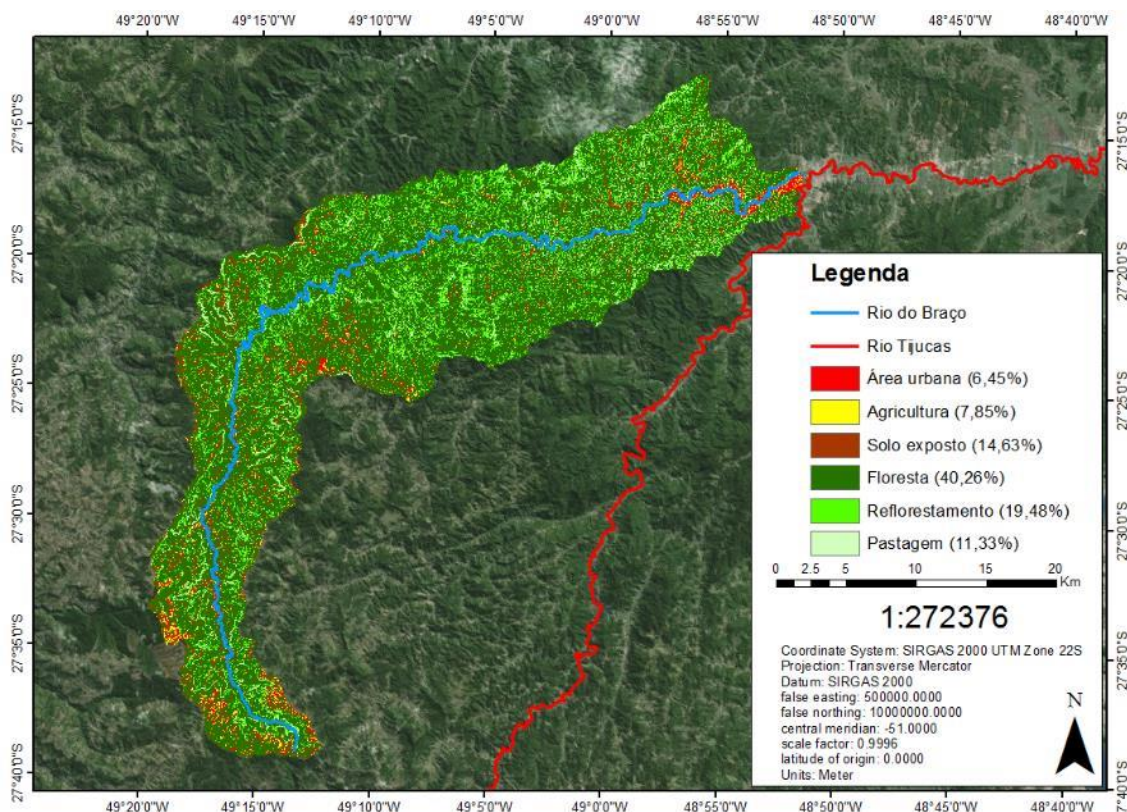 49°20'0"W 49°15'0"W 49°10'0"W 49°5'0"W 49°0'0"W 48°55'0"W 48°50'0"W 48°45'0"W 48°40'0"W
27°15'0"S
27°20'0"S
27°25'0"S
27°30'0"S
27°35'0"S
27°40'0"S
27°15'0"S
27°20'0"S
27°25'0"S
27°30'0"S
27°35'0"S
27°40'0"S
Legenda
Rio do Braço
Rio Tijucas
Área urbana (6,45%)
Agricultura (7,85%)
Solo exposto (14,63%)
Floresta (40,26%)
Reflorestamento (19,48%)
Pastagem (11,33%)
0 2,5 5 10 15 20
Km
1:272376
Coordinate System: SIRGAS 2000 UTM Zone 22S
Projection: Transverse Mercator
Datum: SIRGAS 2000
false easting: 500000.0000
false northing: 10000000.0000
central meridian: -51.0000
scale factor: 0.9996
latitude of origin: 0.0000
Units: Meter
N
49°20'0"W 49°15'0"W 49°10'0"W 49°5'0"W 49°0'0"W 48°55'0"W 48°50'0"W 48°45'0"W 48°40'0"W